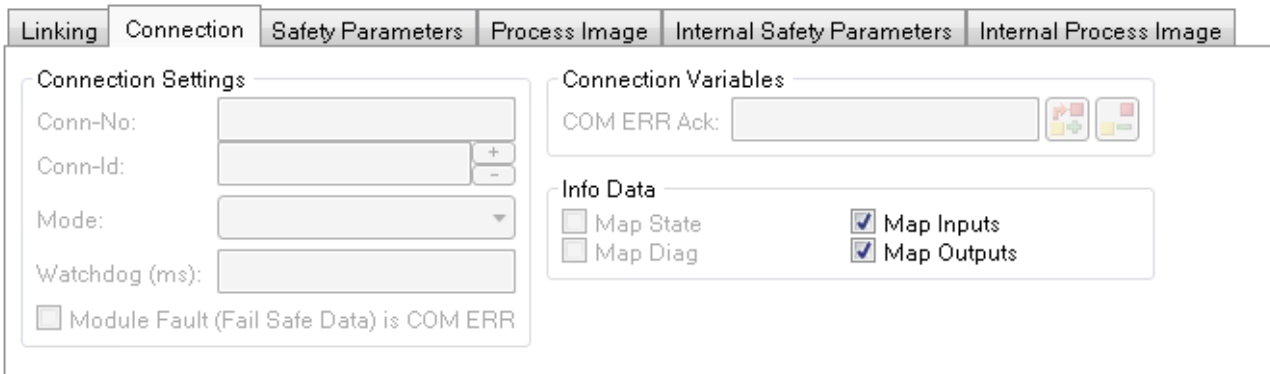 Linking Connection Safety Parameters Process Image Internal Safety Parameters Internal Process Image
Connection Settings
Conn-No:
Conn-Id:
+
−
Mode:
Watchdog (ms):
Module Fault (Fail Safe Data) is COM ERR
Connection Variables
COM ERR Ack:
Info Data
Map State Map Inputs
Map Diag Map Outputs